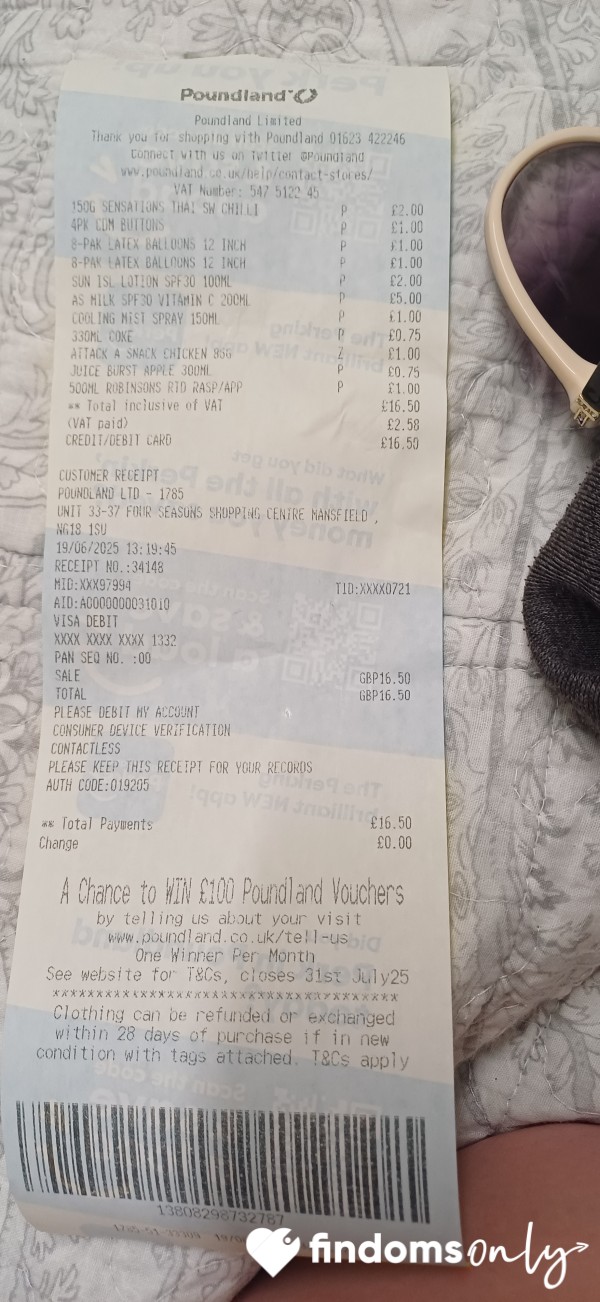 Poundland
Poundland Limited
Thank you for shopping with Poundland 01623 422246
Connect with us on Twitter @Poundland
www.poundland.co.uk/help/contact-stores/
VAT Number: 547 5122 45
150G SENSATIONS THAI SW CHILLI P £2.00
4PK CDM BUTTONS P £1.00
8-PAK LATEX BALLOONS 12 INCH P £1.00
8-PAK LATEX BALLOONS 12 INCH P £1.00
SUN ISL LOTION SPF30 100ML P £2.00
AS MILK SPF30 VITAMIN C 200ML P £5.00
COOLING MIST SPRAY 150ML P £1.00
330ML COKE P £0.75
ATTACK A SNACK CHICKEN 85G Z £1.00
JUICE BURST APPLE 300ML P £0.75
500ML ROBINSONS RTD RASP/APP P £1.00
** Total inclusive of VAT £16.50
(VAT paid) £2.58
CREDIT/DEBIT CARD £16.50
CUSTOMER RECEIPT
POUNDLAND LTD - 1785
UNIT 33-37 FOUR SEASONS SHOPPING CENTRE MANSFIELD ,
NG18 1SU
19/06/2025 13:19:45
RECEIPT NO.:34148
MID:XXX97994 TID:XXXX0721
AID:A0000000031010
VISA DEBIT
XXXX XXXX XXXX 1332
PAN SEQ NO. :00
SALE GBP16.50
TOTAL GBP16.50
PLEASE DEBIT MY ACCOUNT
CONSUMER DEVICE VERIFICATION
CONTACTLESS
PLEASE KEEP THIS RECEIPT FOR YOUR RECORDS
AUTH CODE:019205
** Total Payments £16.50
Change £0.00
A Chance to WIN £100 Poundland Vouchers
by telling us about your visit
www.poundland.co.uk/tell-us
One Winner Per Month
See website for T&Cs, closes 31st July25
****************************************
Clothing can be refunded or exchanged
within 28 days of purchase if in new
condition with tags attached. T&Cs apply
13808298732787
findomsonly